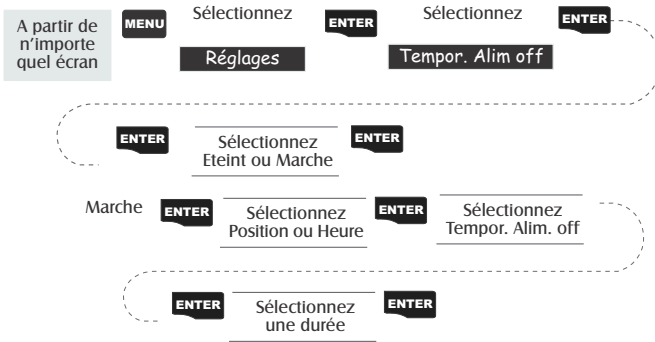 A partir de
n'importe
quel écran
MENU
Sélectionnez
Réglages
ENTER
Sélectionnez
Tempor. Alim off
ENTER
ENTER
Sélectionnez
Eteint ou Marche
ENTER
Marche
ENTER
Sélectionnez
Position ou Heure
ENTER
Sélectionnez
Tempor. Alim. off
ENTER
Sélectionnez
une durée
ENTER